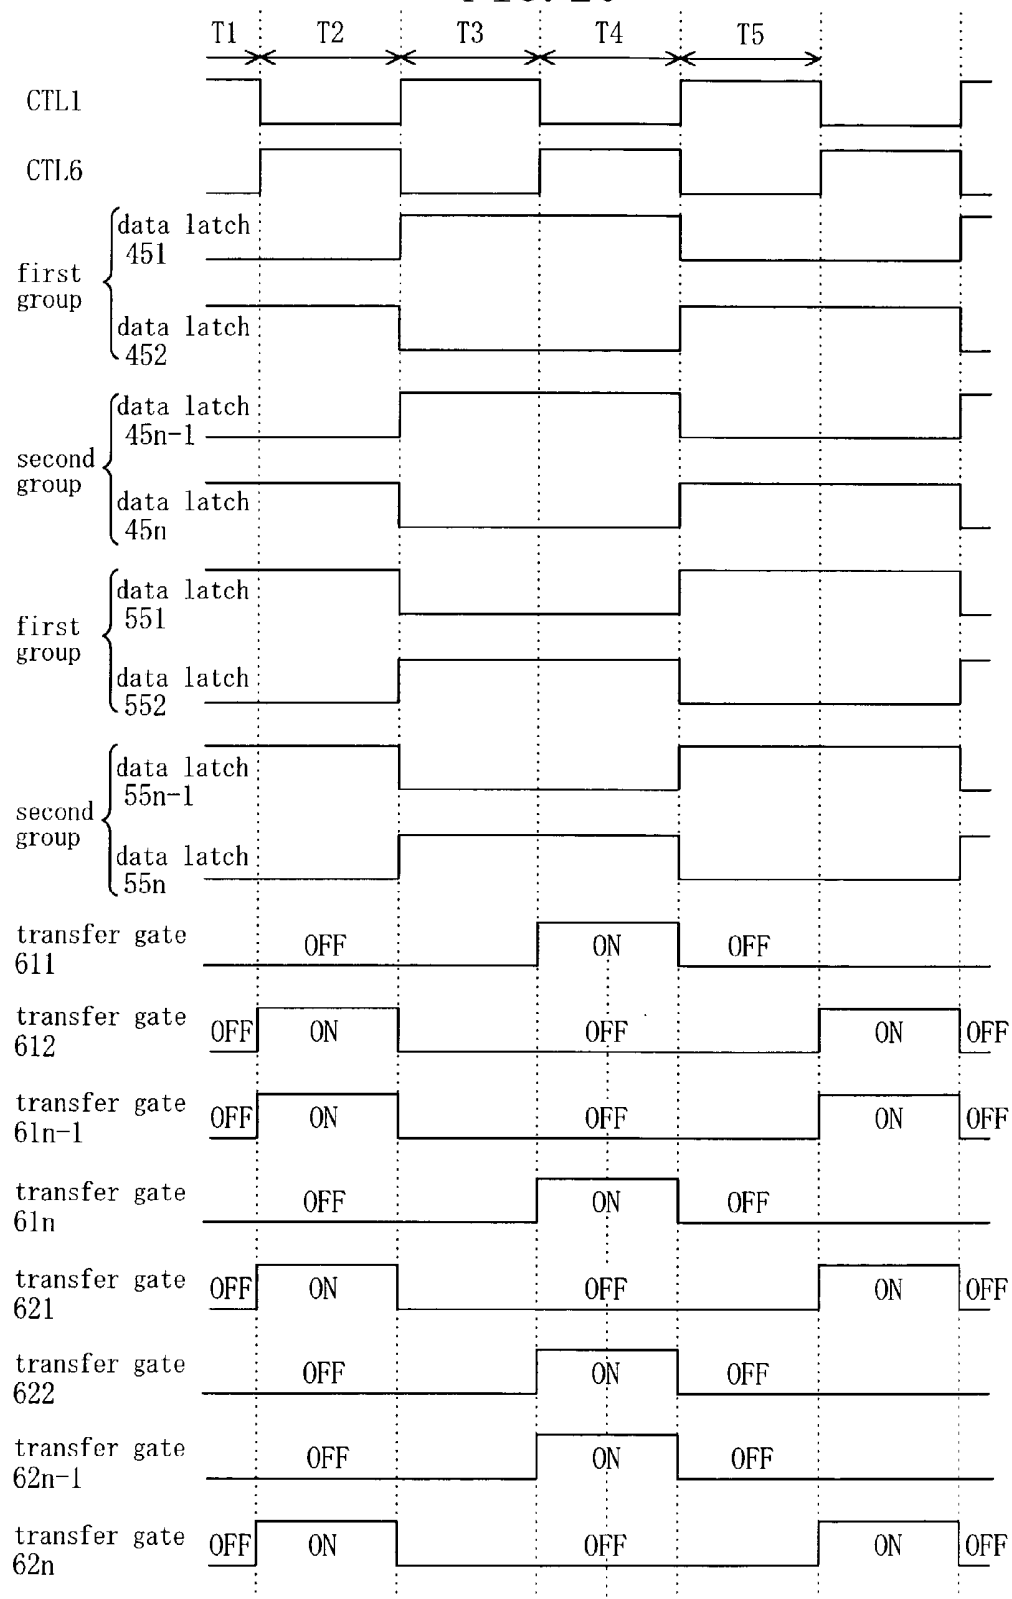 T1 T2 T3 T4 T5
CTL1
CTL6
first
group
data latch
451
data latch
452
second
group
data latch
45n-1
data latch
45n
first
group
data latch
551
data latch
552
second
group
data latch
55n-1
data latch
55n
transfer gate
611
OFF ON OFF
transfer gate
612
OFF ON OFF ON OFF
transfer gate
61n-1
OFF ON OFF ON OFF
transfer gate
61n
OFF ON OFF
transfer gate
621
OFF ON OFF ON OFF
transfer gate
622
OFF ON OFF
transfer gate
62n-1
OFF ON OFF
transfer gate
62n
OFF ON OFF ON OFF